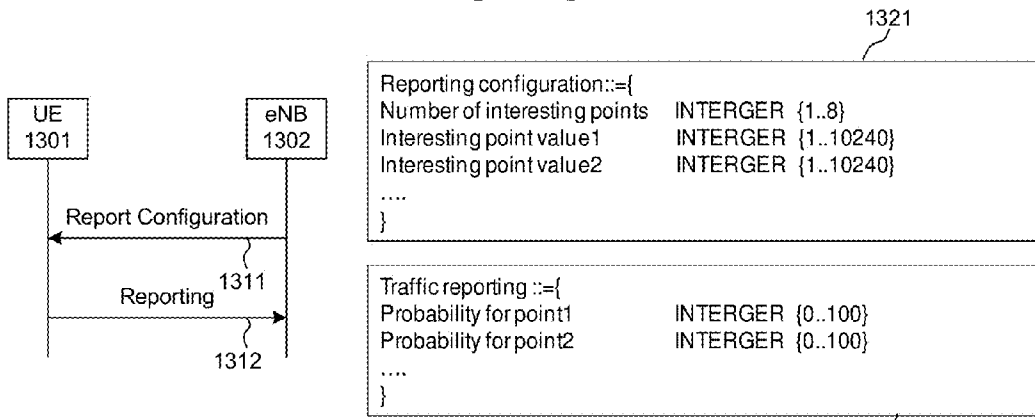 1321
UE
1301
eNB
1302
Report Configuration
1311
Reporting
1312
Reporting configuration::={
Number of interesting points INTERGER {1..8}
Interesting point value1 INTERGER {1..10240}
Interesting point value2 INTERGER {1..10240}
....
}
Traffic reporting ::={
Probability for point1 INTERGER {0..100}
Probability for point2 INTERGER {0..100}
....
}